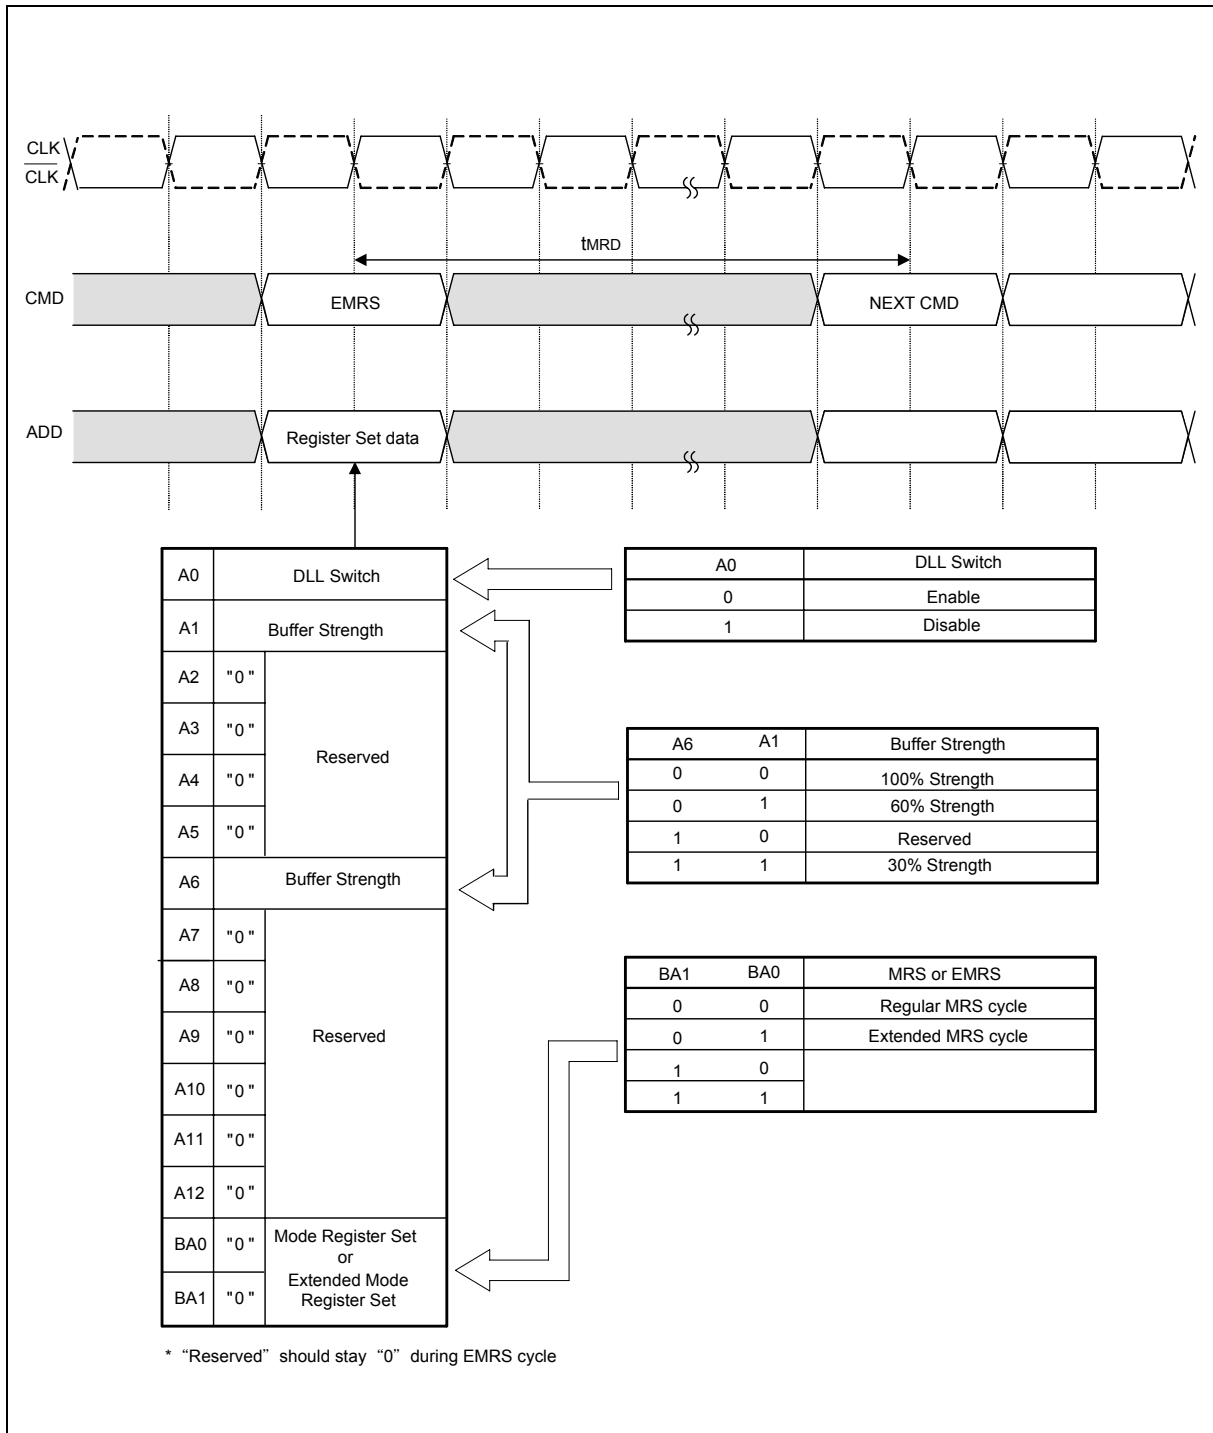 CLK
CLK
tMRD
CMD EMRS NEXT CMD
ADD Register Set data
A0 DLL Switch
A1 Buffer Strength
A2 "0"
A3 "0"
Reserved
A4 "0"
A5 "0"
A6 Buffer Strength
A7 "0"
A8 "0"
A9 "0" Reserved
A10 "0"
A11 "0"
A12 "0"
BA0 "0" Mode Register Set
or
Extended Mode
BA1 "0" Register Set
A0 DLL Switch
0 Enable
1 Disable
A6 A1 Buffer Strength
0 0 100% Strength
0 1 60% Strength
1 0 Reserved
1 1 30% Strength
BA1 BA0 MRS or EMRS
0 0 Regular MRS cycle
0 1 Extended MRS cycle
1 0
1 1
* “Reserved” should stay “0” during EMRS cycle